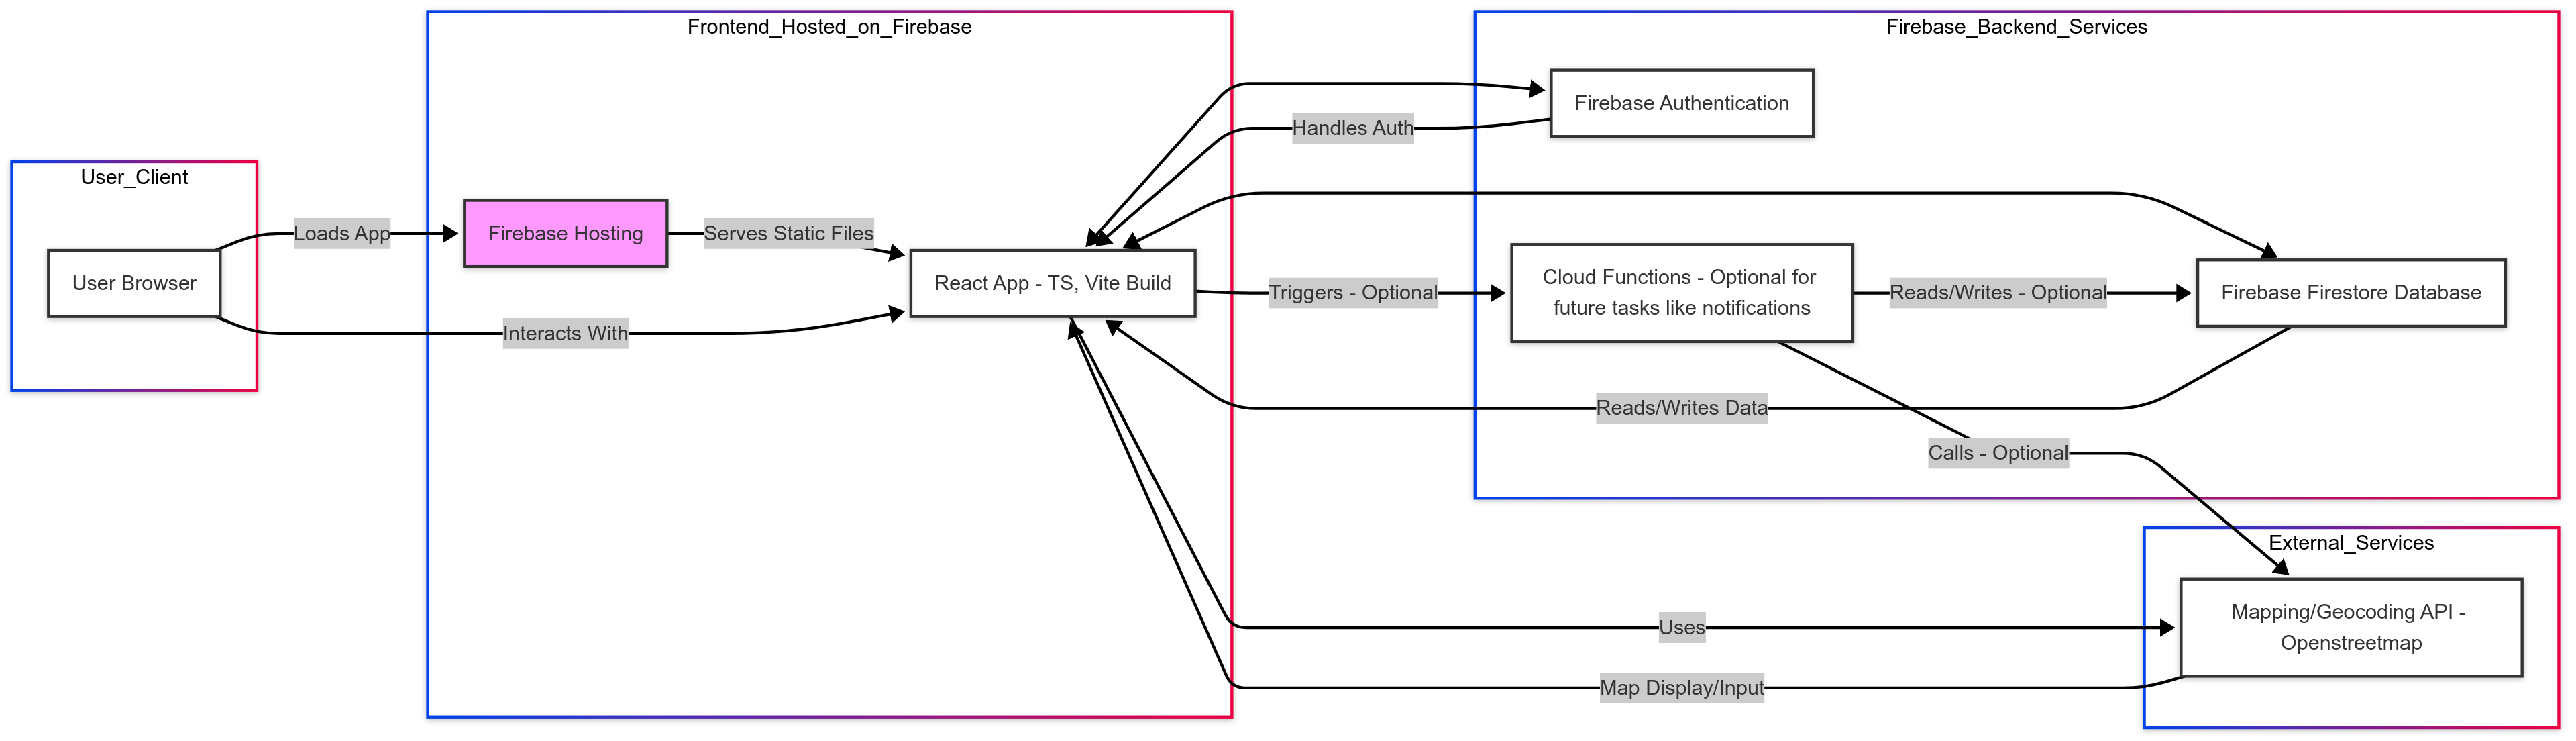 User_Client
User Browser
Loads App
Interacts With
Frontend_Hosted_on_Firebase
Firebase Hosting
Serves Static Files
React App - TS, Vite Build
Handles Auth
Triggers - Optional
Firebase_Backend_Services
Firebase Authentication
Cloud Functions - Optional for
future tasks like notifications
Reads/Writes - Optional
Firebase Firestore Database
Reads/Writes Data
Calls - Optional
External_Services
Uses
Mapping/Geocoding API -
Openstreetmap
Map Display/Input